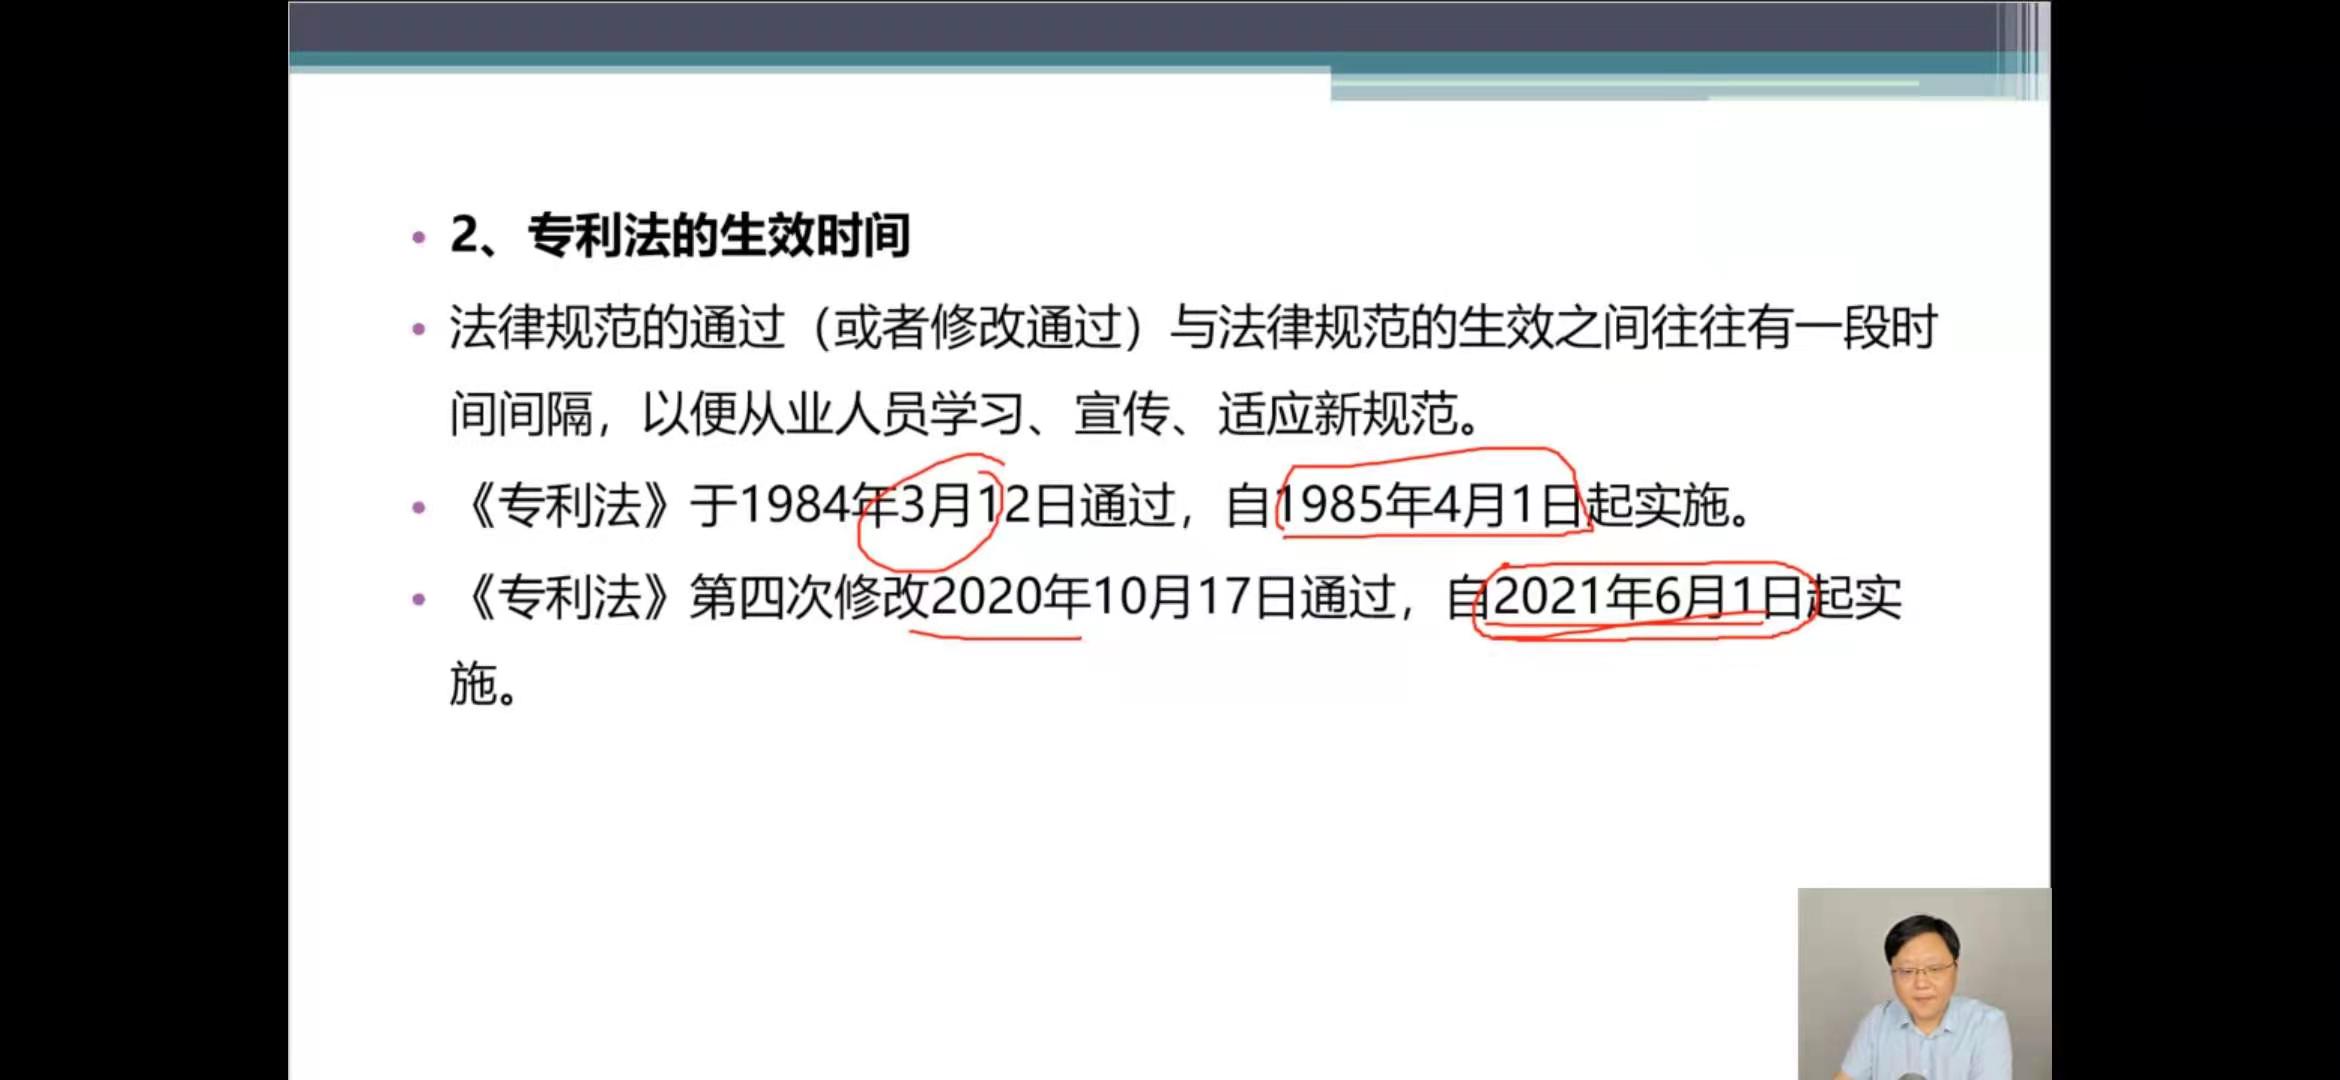 2、专利法的生效时间
法律规范的通过（或者修改通过）与法律规范的生效之间往往有一段时
间间隔，以便从业人员学习、宣传、适应新规范。
《专利法》于1984年3月12日通过，自1985年4月1日起实施。
《专利法》第四次修改2020年10月17日通过，自2021年6月1日起实
施。